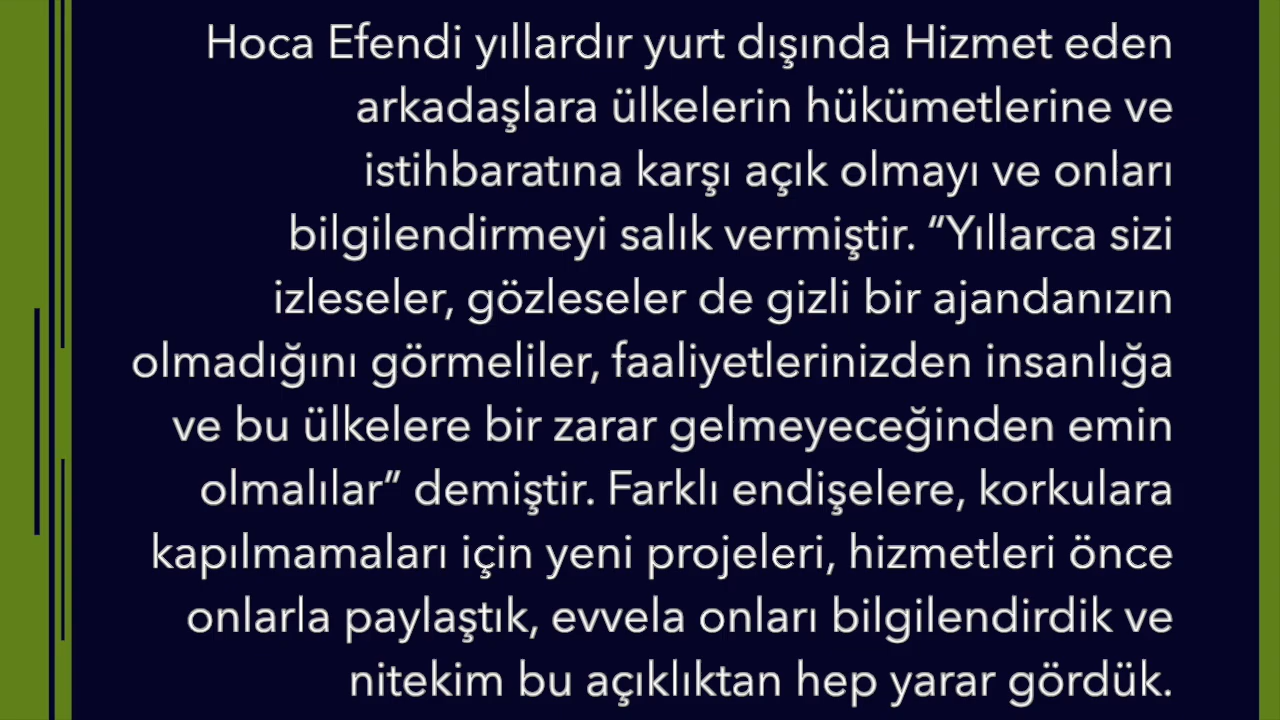 Hoca Efendi yıllardır yurt dışında Hizmet eden
arkadaşlara ülkelerin hükümetlerine ve
istihbaratına karşı açık olmayı ve onları
bilgilendirmeyi salık vermiştir. “Yıllarca sizi
izleseler, gözleseler de gizli bir ajandanızın
olmadığını görmeliler, faaliyetlerinizden insanlığa
ve bu ülkelere bir zarar gelmeyeceğinden emin
olmalılar” demiştir. Farklı endişelere, korkulara
kapılmamaları için yeni projeleri, hizmetleri önce
onlarla paylaştık, evvela onları bilgilendirdik ve
nitekim bu açıklıktan hep yarar gördük.